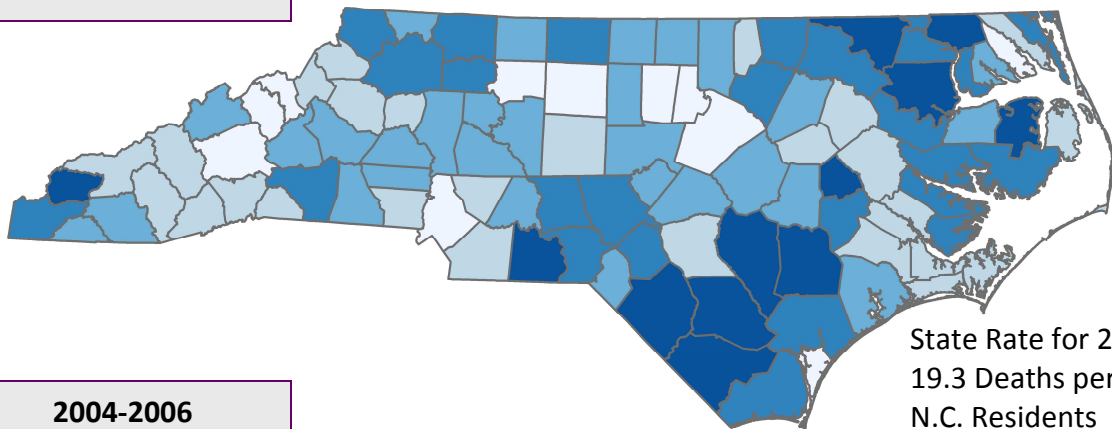 State Rate for 2
19.3 Deaths per
N.C. Residents
2004-2006